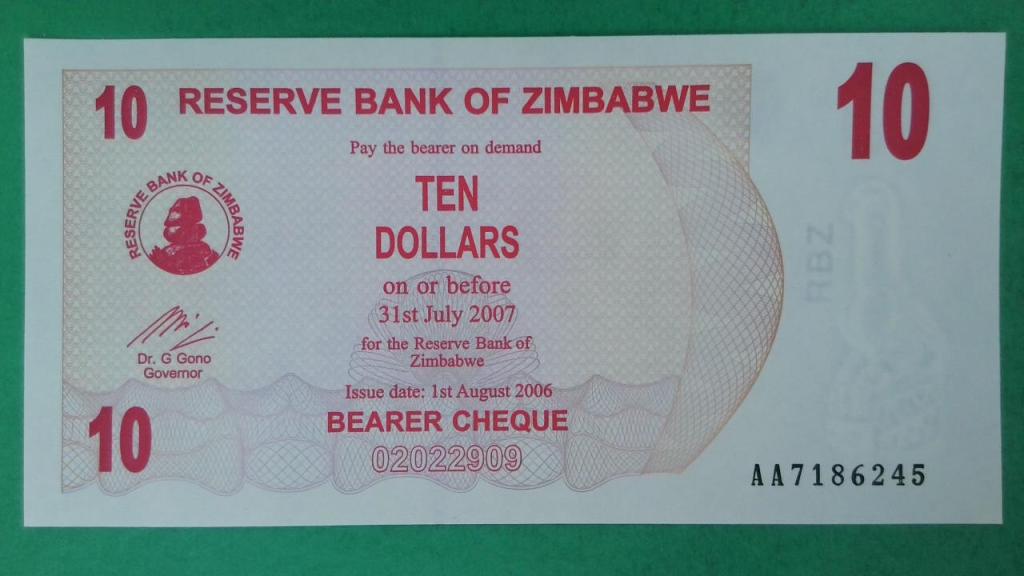 10
RESERVE BANK OF ZIMBABWE
10
Pay the bearer on demand
TEN
DOLLARS
RESERVE BANK OF ZIMBABWE
on or before
31st July 2007
for the Reserve Bank of
Zimbabwe
RBZ
Dr. G Gono
Governor
Issue date: 1st August 2006
10
BEARER CHEQUE
02022909
AA7186245